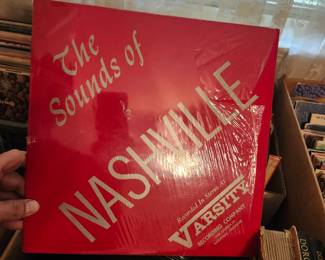 The
Sounds of
NASHVILLE
Recorded In Stereo At
VARSITY
RECORDING COMPANY